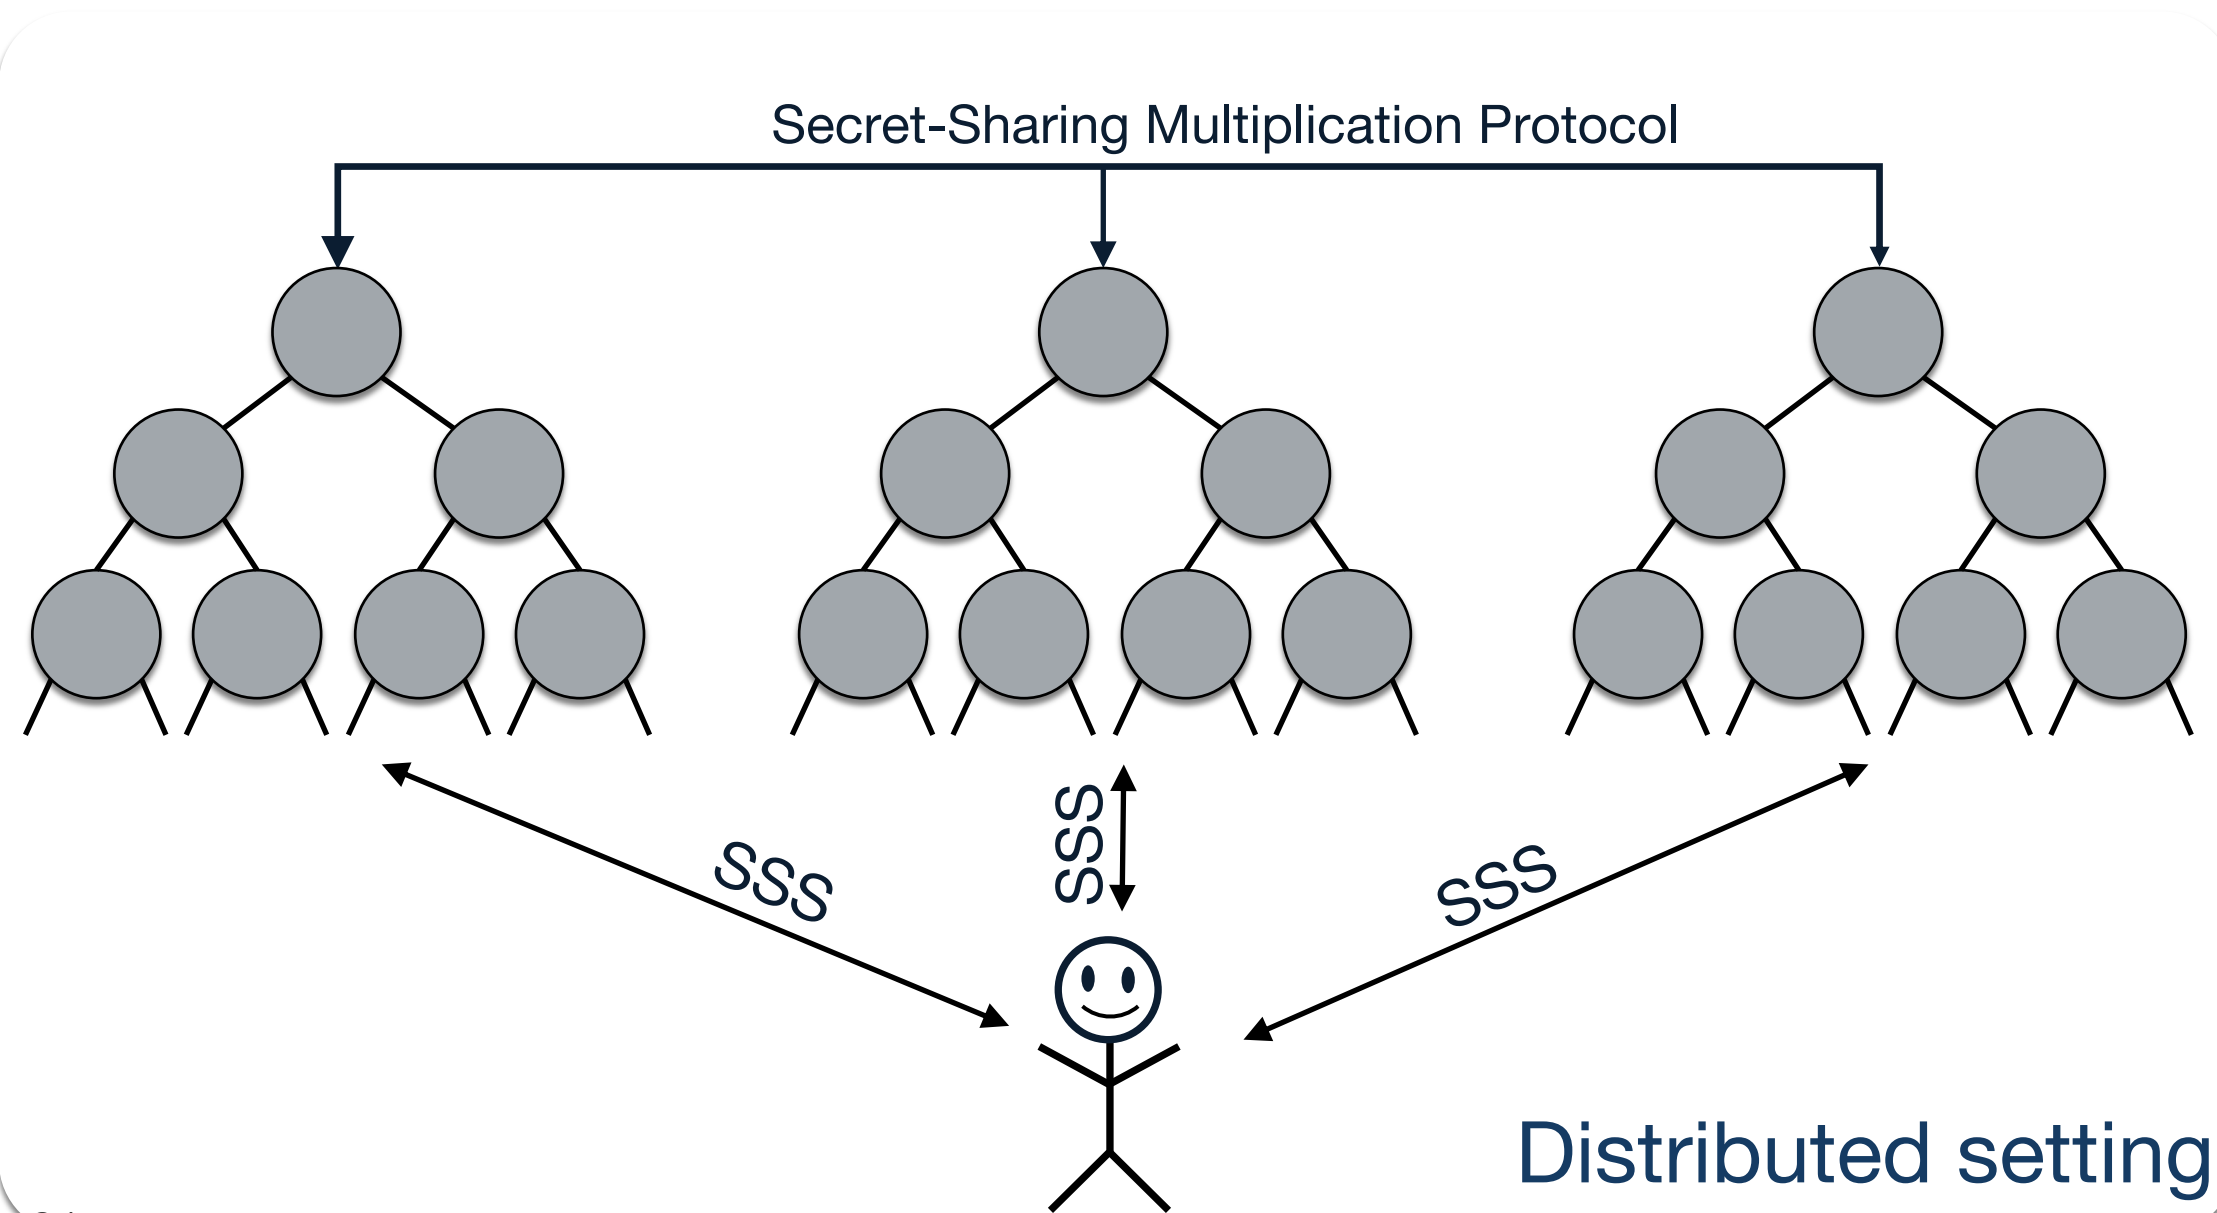 Secret-Sharing Multiplication Protocol
SSS
SSS
SSS
Distributed setting